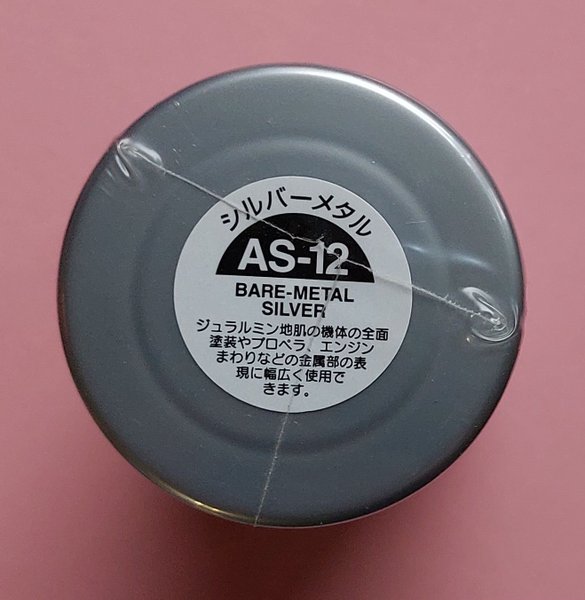 シルバーメタル
AS-12
BARE-METAL
SILVER
ジュラルミン地肌の機体の全面
塗装やプロペラ、エンジン
まわりなどの金属部の表
現に幅広く使用で
きます。